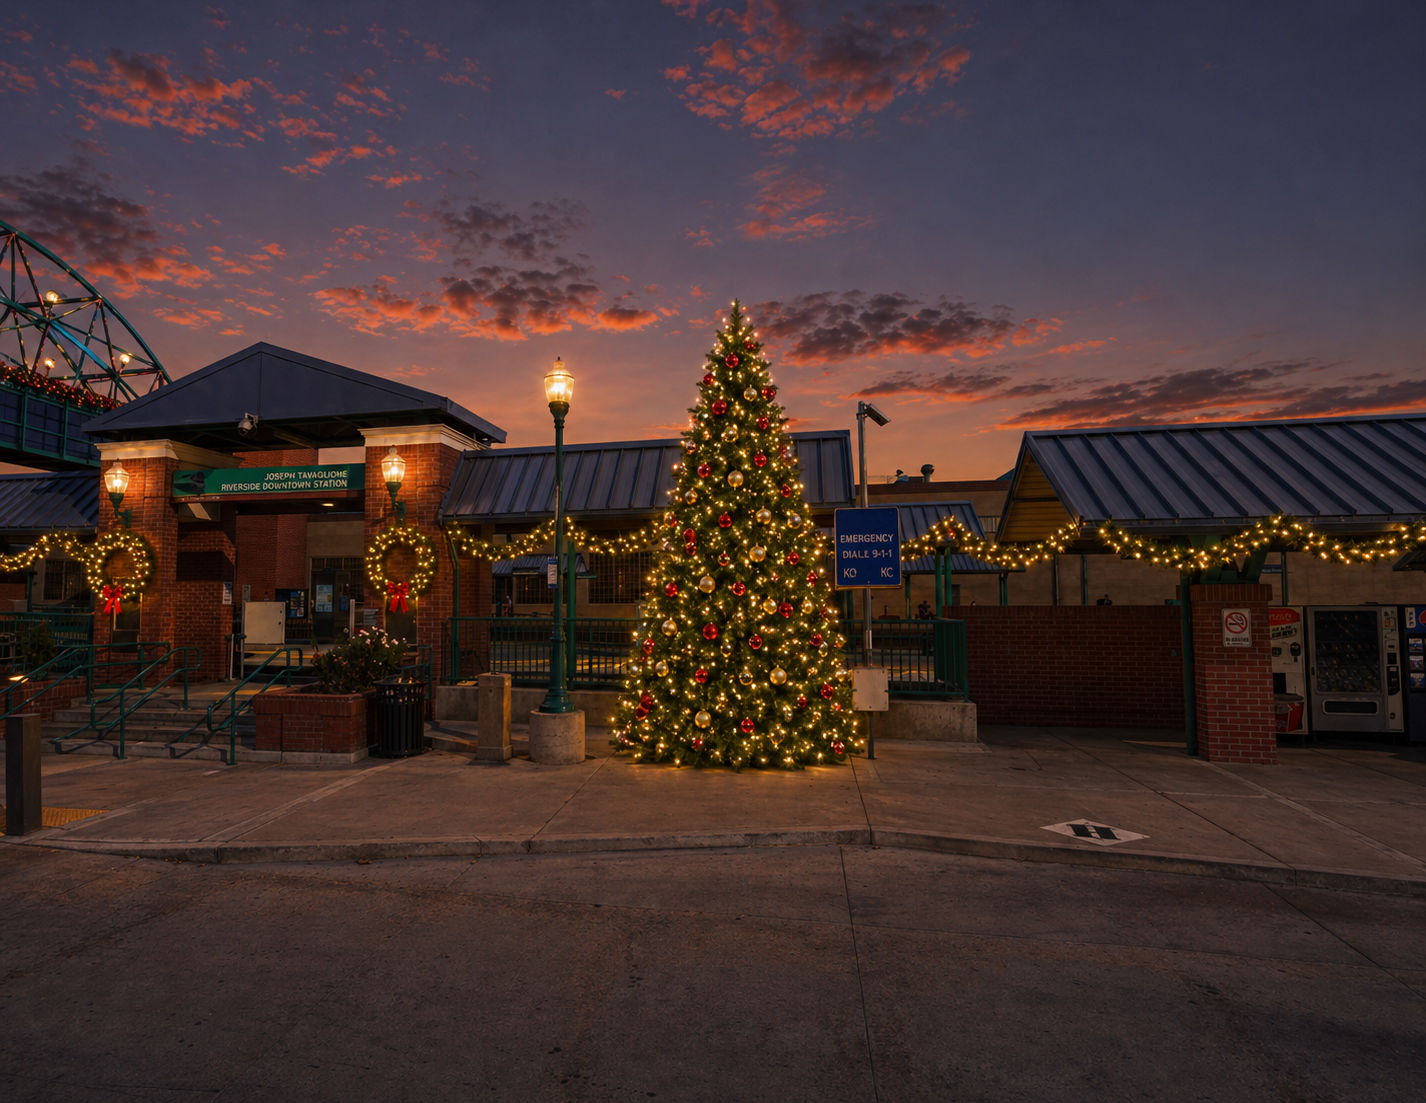 JOSEPH TAVAGLIONE
RIVERSIDE DOWNTOWN STATION
EMERGENCY
DIALE 9-1-1
KO KC